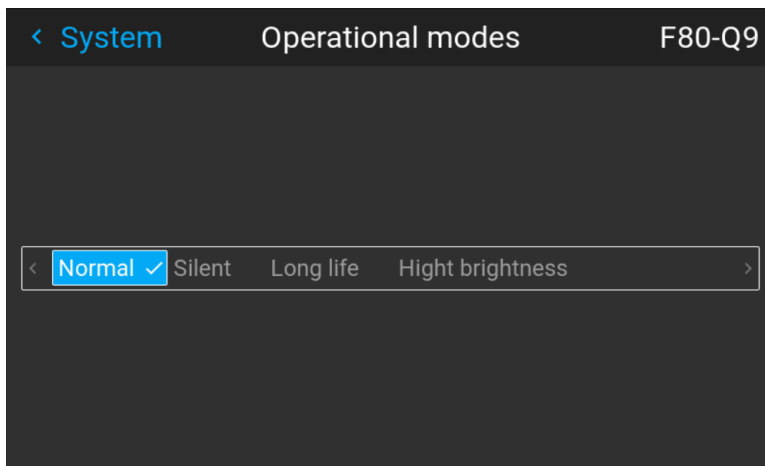 System Operational modes F80-Q9
Normal Silent Long life Hight brightness